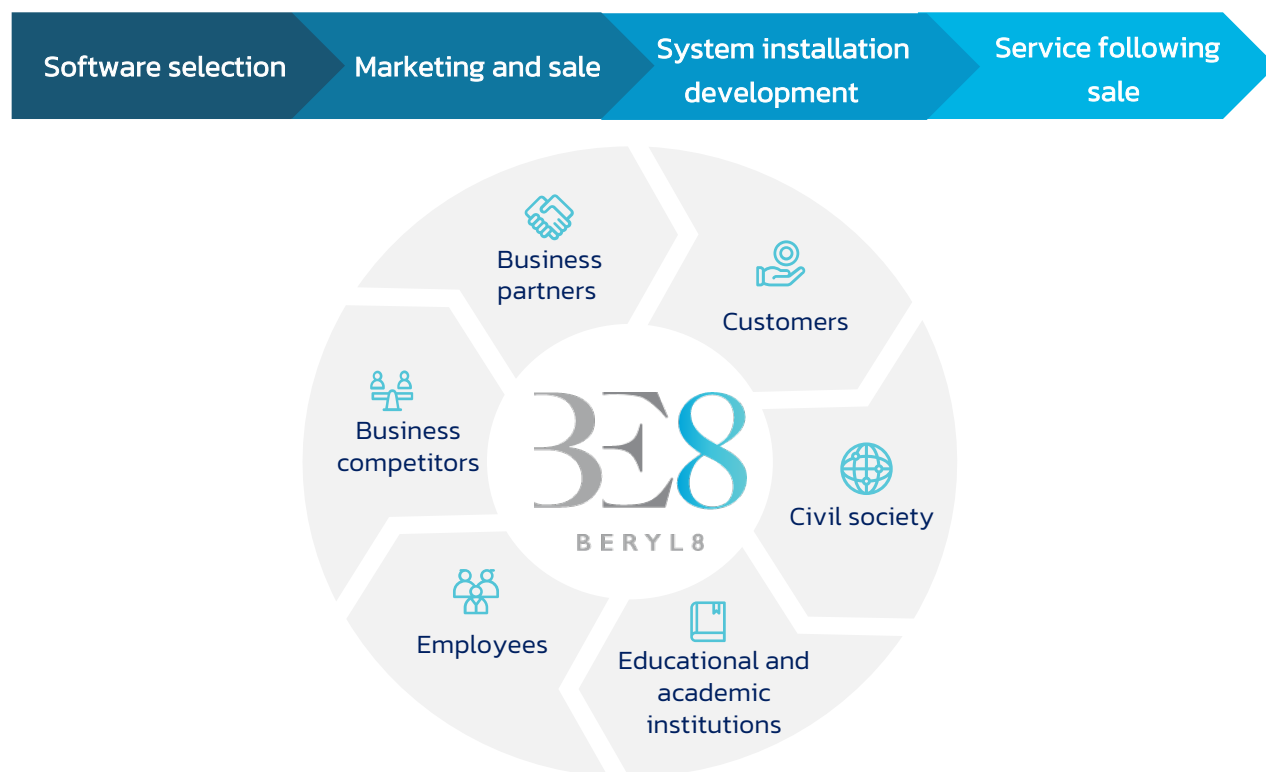 Software selection
Marketing and sale
System installation
development
Service following
sale
Business
partners
Customers
Business
competitors
BE8
BERYL8
Civil society
Employees
Educational and
academic
institutions